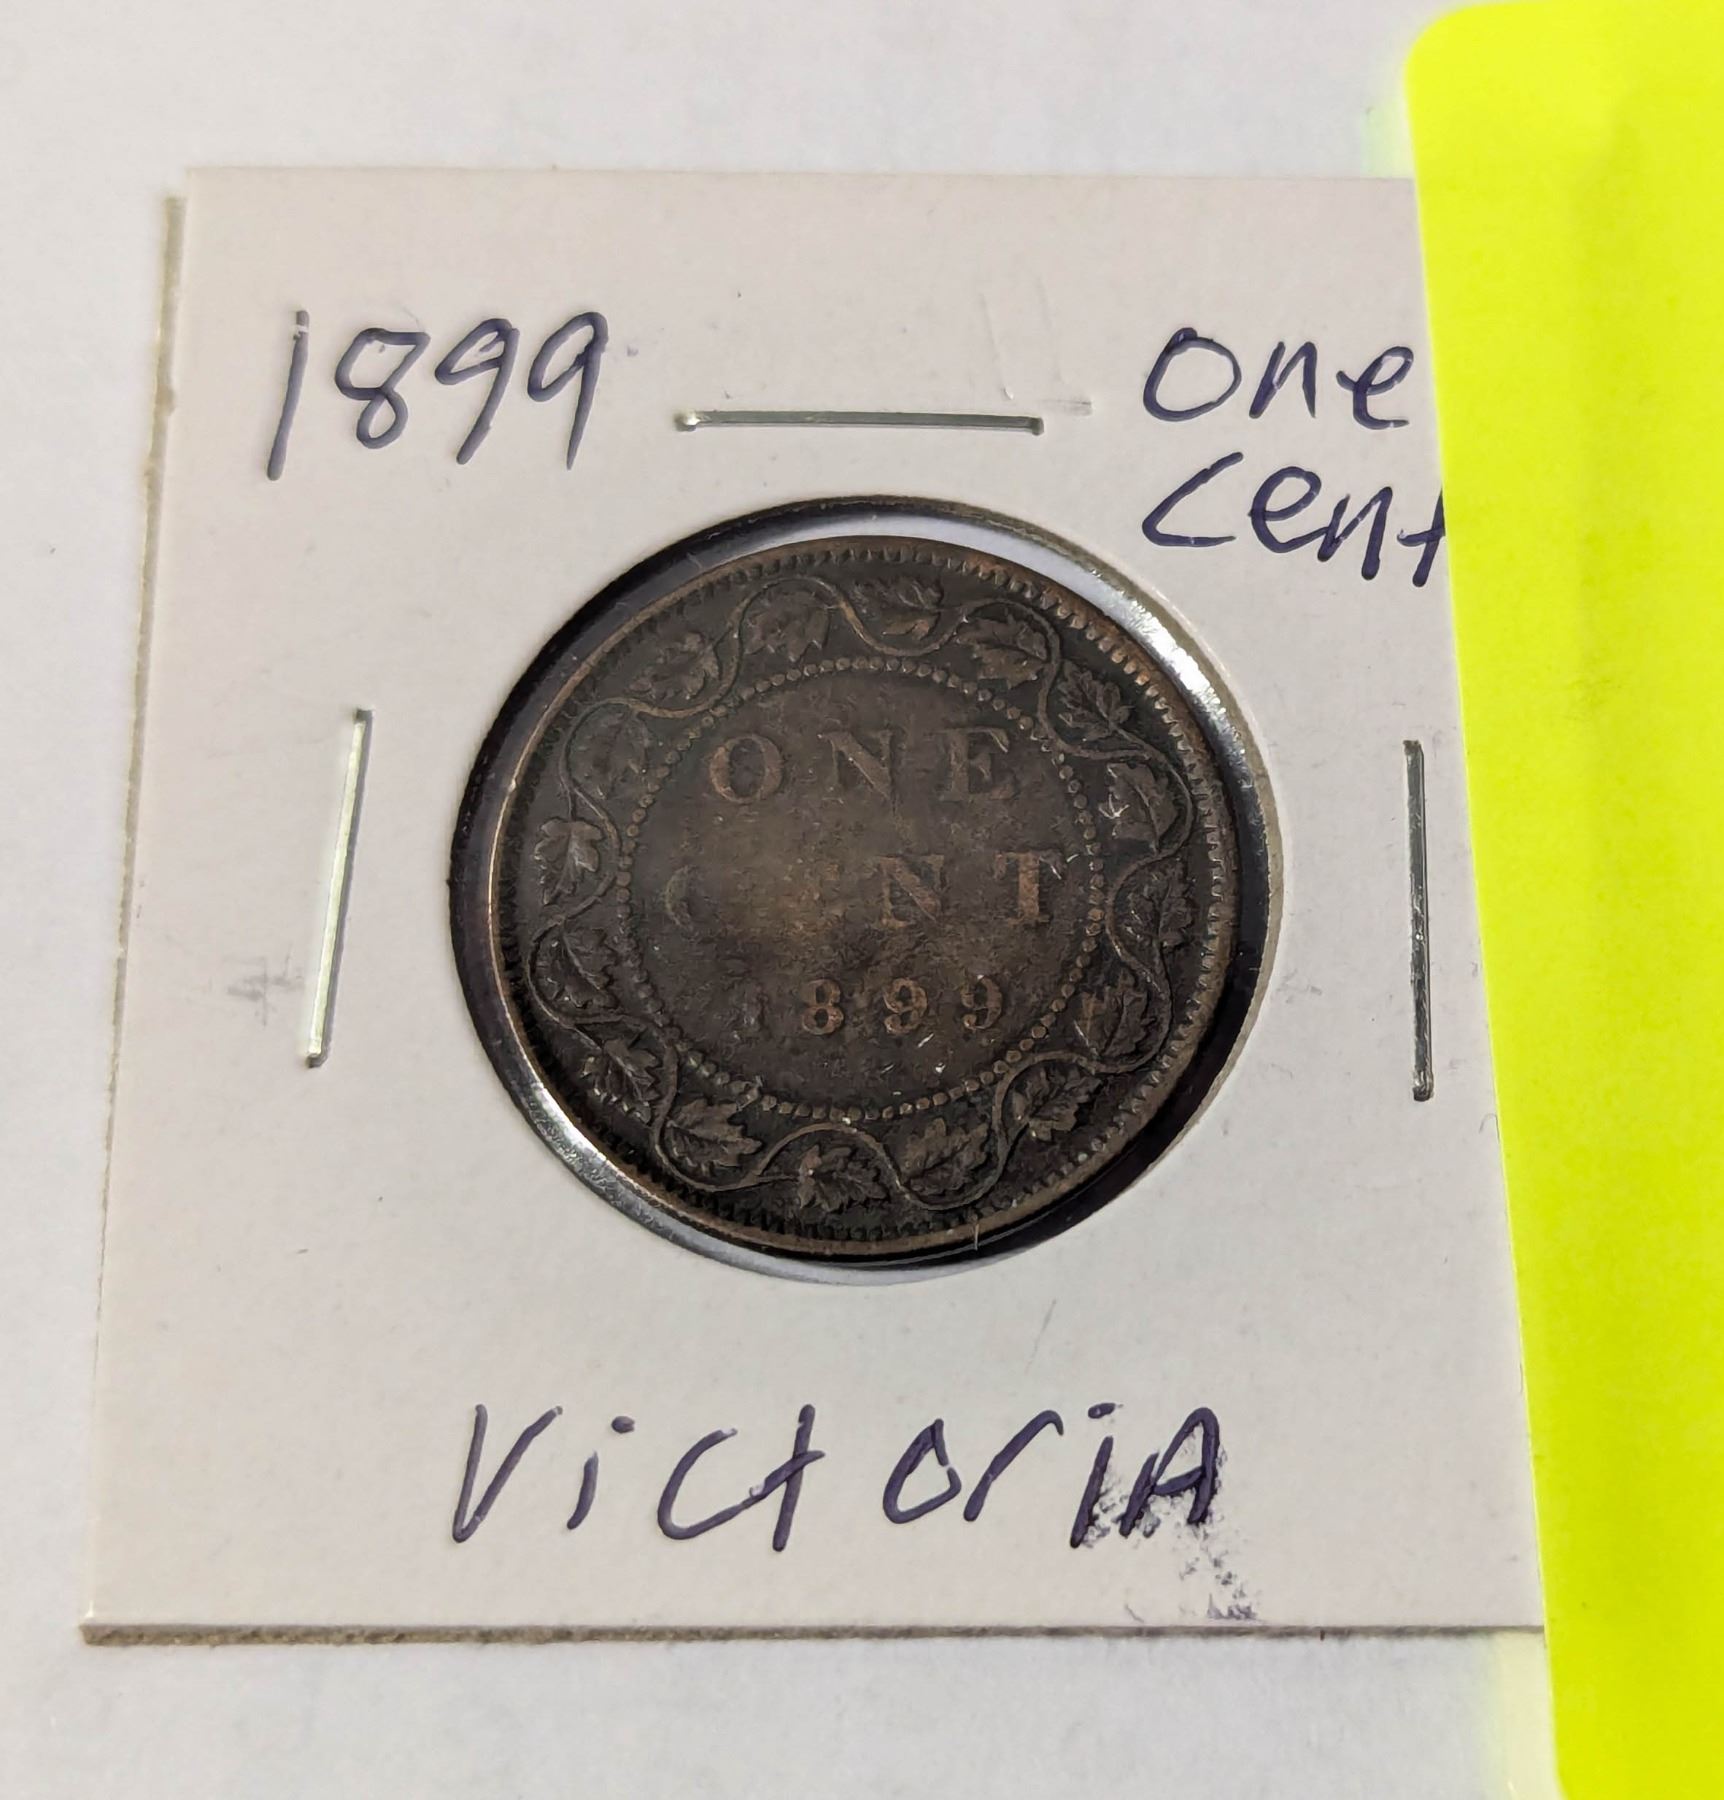 1899 one
cent
ONE
CENT
1899
VictoriA